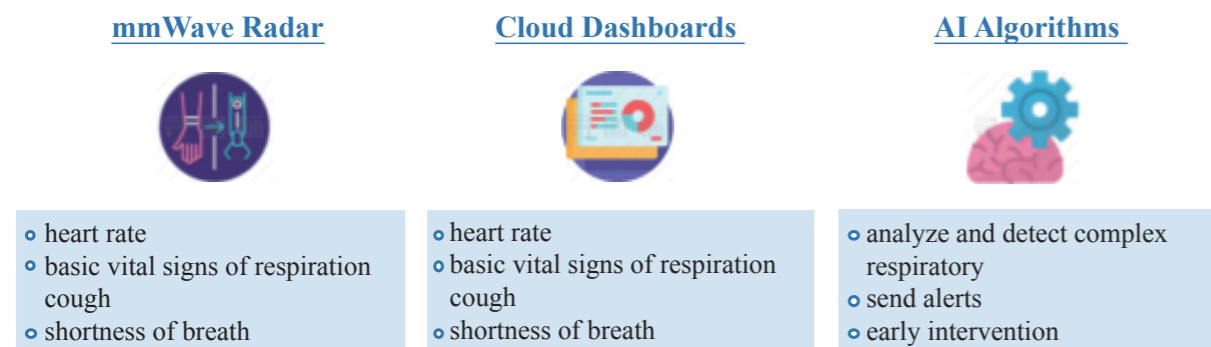 mmWave Radar
heart rate
basic vital signs of respiration
cough
shortness of breath
Cloud Dashboards
heart rate
basic vital signs of respiration
cough
shortness of breath
AI Algorithms
analyze and detect complex
respiratory
send alerts
early intervention